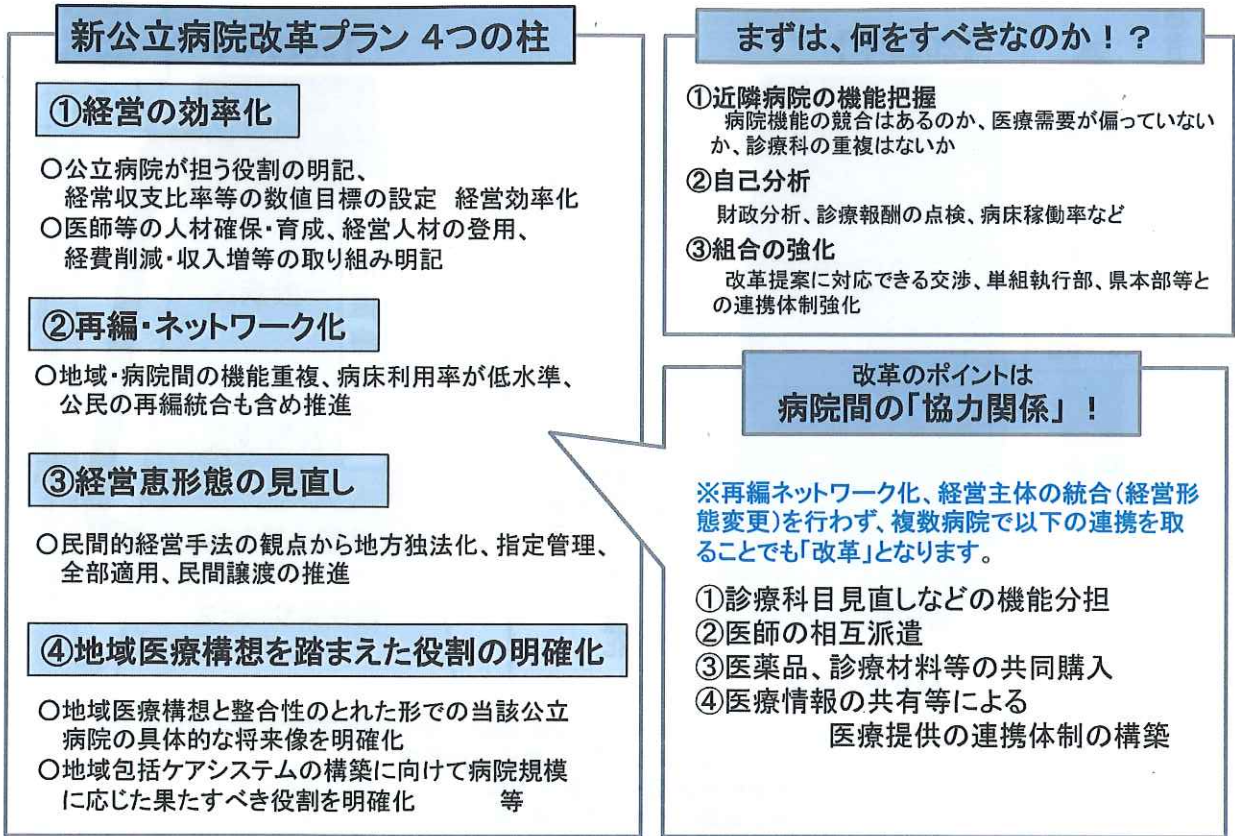 新公立病院改革プラン 4つの柱
①経営の効率化
〇公立病院が担う役割の明記、
経常収支比率等の数値目標の設定　経営効率化
〇医師等の人材確保・育成、経営人材の登用、
経費削減・収入増等の取り組み明記
②再編・ネットワーク化
〇地域・病院間の機能重複、病床利用率が低水準、
公民の再編統合も含め推進
③経営恵形態の見直し
〇民間的経営手法の観点から地方独法化、指定管理、
全部適用、民間譲渡の推進
④地域医療構想を踏まえた役割の明確化
〇地域医療構想と整合性のとれた形での当該公立
病院の具体的な将来像を明確化
〇地域包括ケアシステムの構築に向けて病院規模
に応じた果たすべき役割を明確化　　　等
まずは、何をすべきなのか！？
①近隣病院の機能把握
病院機能の競合はあるのか、医療需要が偏っていない
か、診療科の重複はないか
②自己分析
財政分析、診療報酬の点検、病床稼働率など
③組合の強化
改革提案に対応できる交渉、単組執行部、県本部等と
の連携体制強化
改革のポイントは
病院間の「協力関係」！
※再編ネットワーク化、経営主体の統合(経営形
態変更)を行わず、複数病院で以下の連携を取
ることでも「改革」となります。
①診療科目見直しなどの機能分担
②医師の相互派遣
③医薬品、診療材料等の共同購入
④医療情報の共有等による
医療提供の連携体制の構築